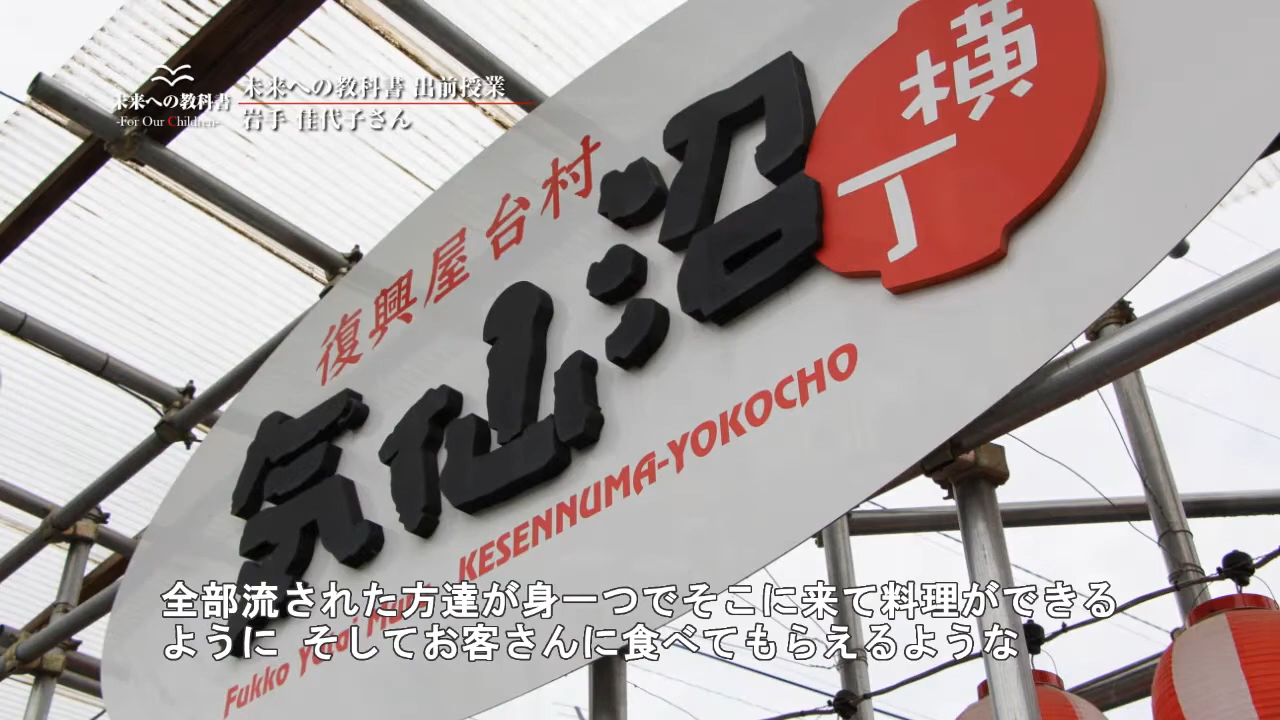 未来への教科書
-For Our Children-
未来への教科書 出前授業
岩手 佳代子さん
復興屋台村
気仙沼
横丁
Fukko Yatai Mura KESENNUMA-YOKOCHO
全部流された方達が身一つでそこに来て料理ができる
ように そしてお客さんに食べてもらえるような